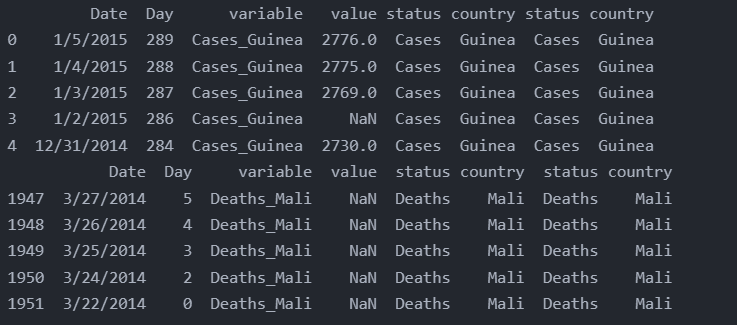 Date Day variable value status country status country
0 1/5/2015 289 Cases_Guinea 2776.0 Cases Guinea Cases Guinea
1 1/4/2015 288 Cases_Guinea 2775.0 Cases Guinea Cases Guinea
2 1/3/2015 287 Cases_Guinea 2769.0 Cases Guinea Cases Guinea
3 1/2/2015 286 Cases_Guinea NaN Cases Guinea Cases Guinea
4 12/31/2014 284 Cases_Guinea 2730.0 Cases Guinea Cases Guinea
Date Day variable value status country status country
1947 3/27/2014 5 Deaths_Mali NaN Deaths Mali Deaths Mali
1948 3/26/2014 4 Deaths_Mali NaN Deaths Mali Deaths Mali
1949 3/25/2014 3 Deaths_Mali NaN Deaths Mali Deaths Mali
1950 3/24/2014 2 Deaths_Mali NaN Deaths Mali Deaths Mali
1951 3/22/2014 0 Deaths_Mali NaN Deaths Mali Deaths Mali